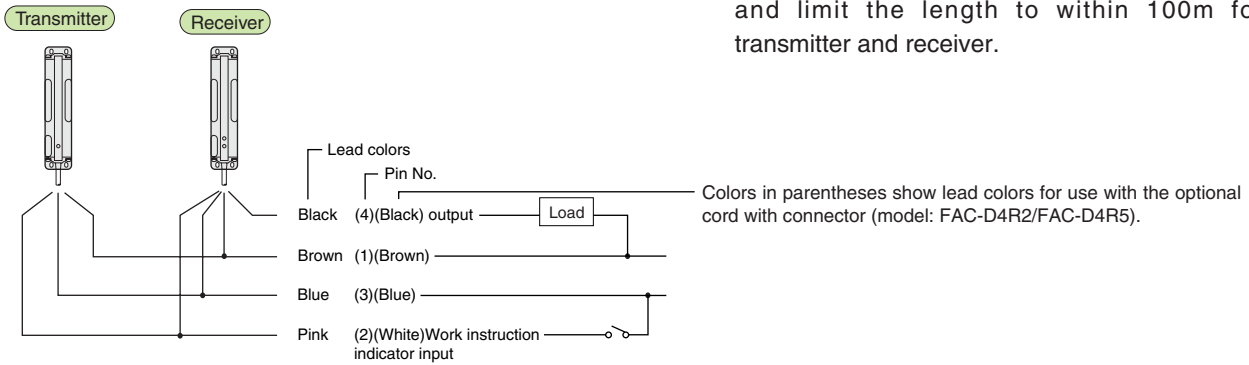 and limit the length to within 100m
transmitter and receiver.
Transmitter
Receiver
Lead colors
Pin No.
Black (4)(Black) output
Load
Colors in parentheses show lead colors for use with the optional
cord with connector (model: FAC-D4R2/FAC-D4R5).
Brown (1)(Brown)
Blue (3)(Blue)
Pink (2)(White)Work instruction
indicator input